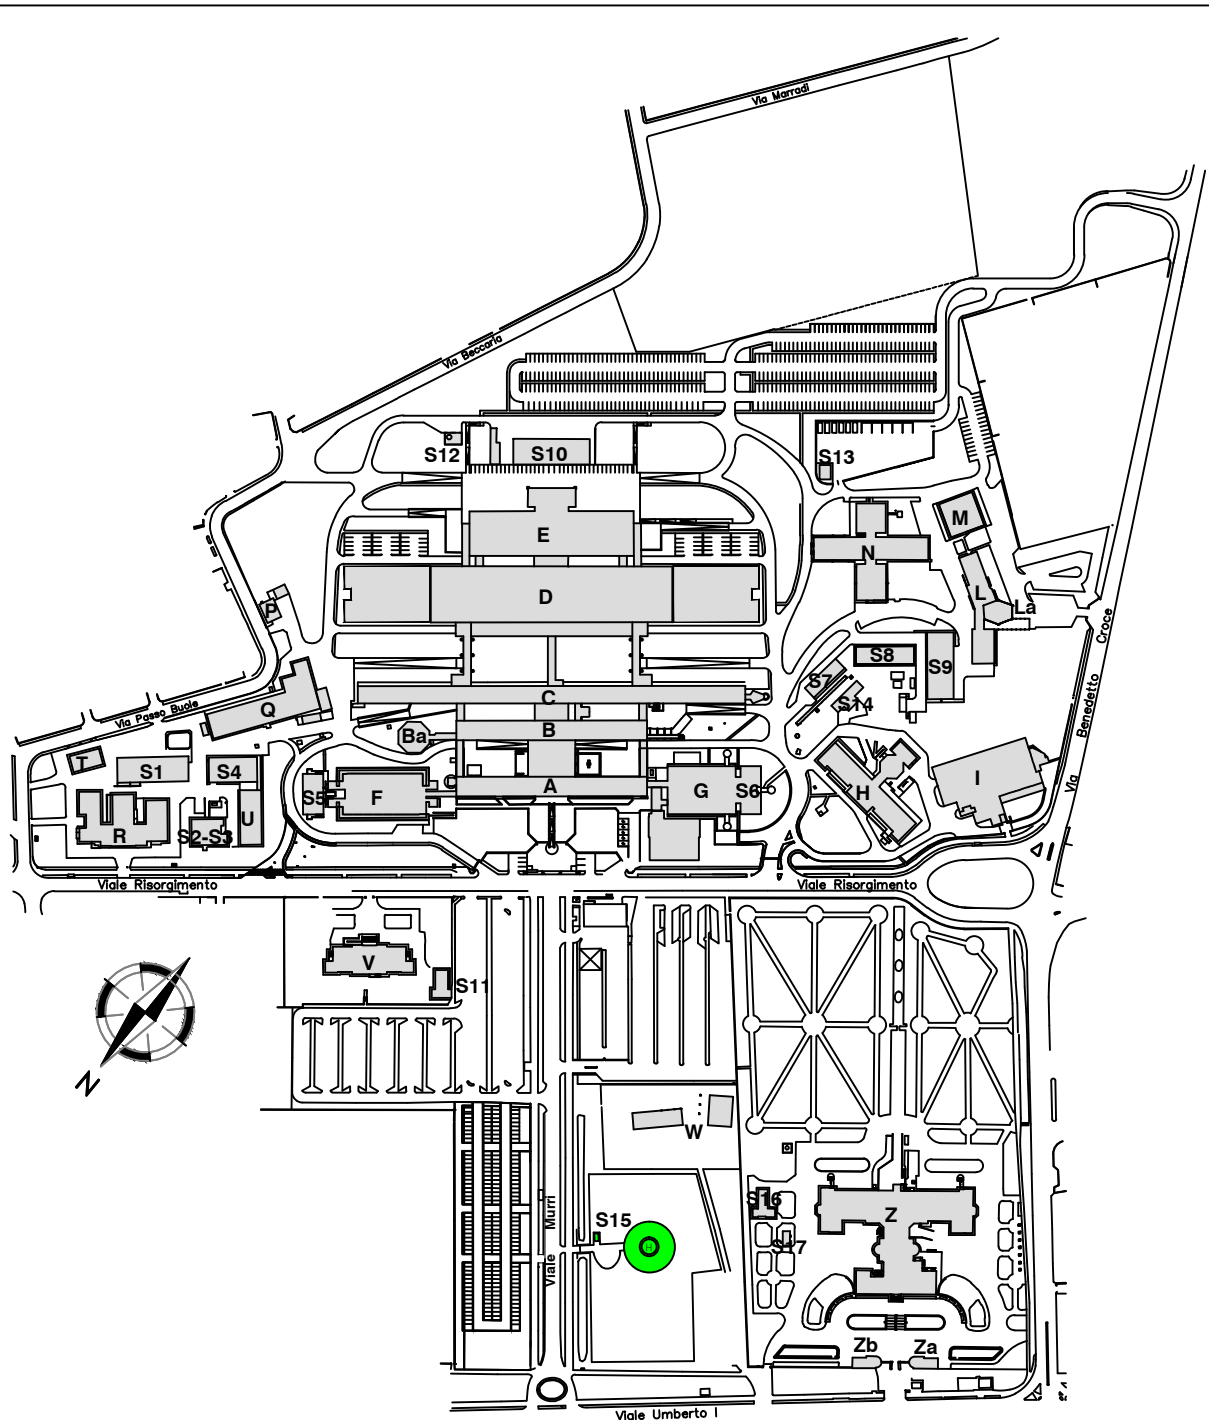 Via Marradi
Via Beccaria
S12
S10
S13
E
M
N
D
L
La
P
Via Benedetto Croce
S8
S9
S7
C
S14
Q
Via Passo Buole
B
Ba
T
S1
S4
I
A
G
S6
H
S5
F
U
R
S2-S3
Viale Risorgimento
Viale Risorgimento
V
S11
N
W
S16
Z
S15
H
S17
Viale Murri
Zb
Za
Viale Umberto I